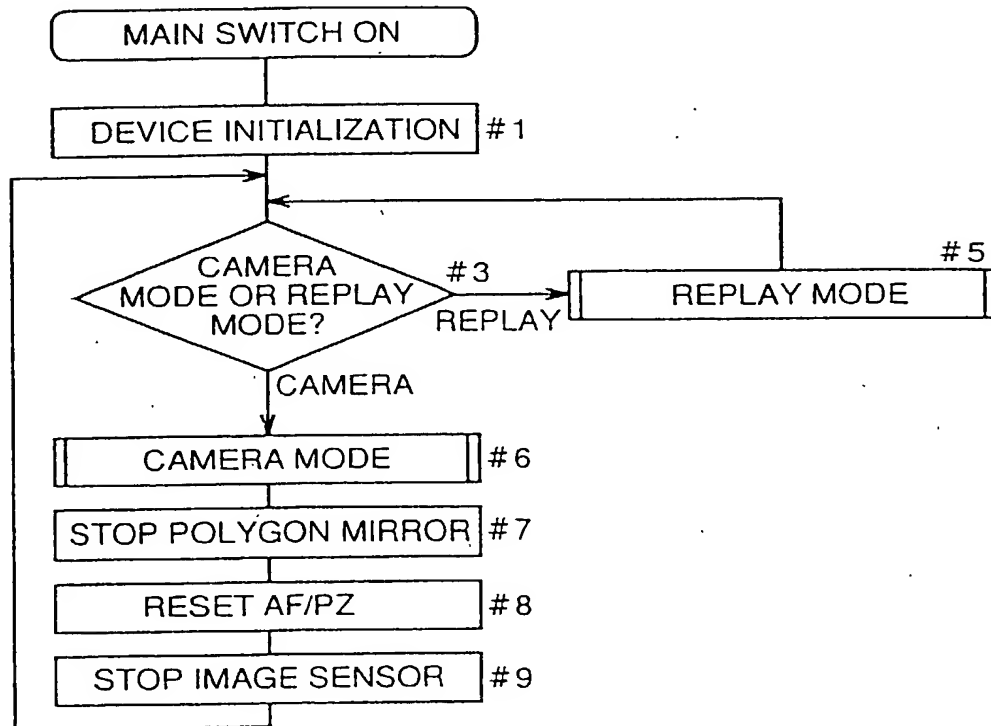 MAIN SWITCH ON
DEVICE INITIALIZATION #1
CAMERA
MODE OR REPLAY
MODE?
#3
REPLAY
#5
REPLAY MODE
CAMERA
CAMERA MODE #6
STOP POLYGON MIRROR #7
RESET AF/PZ #8
STOP IMAGE SENSOR #9